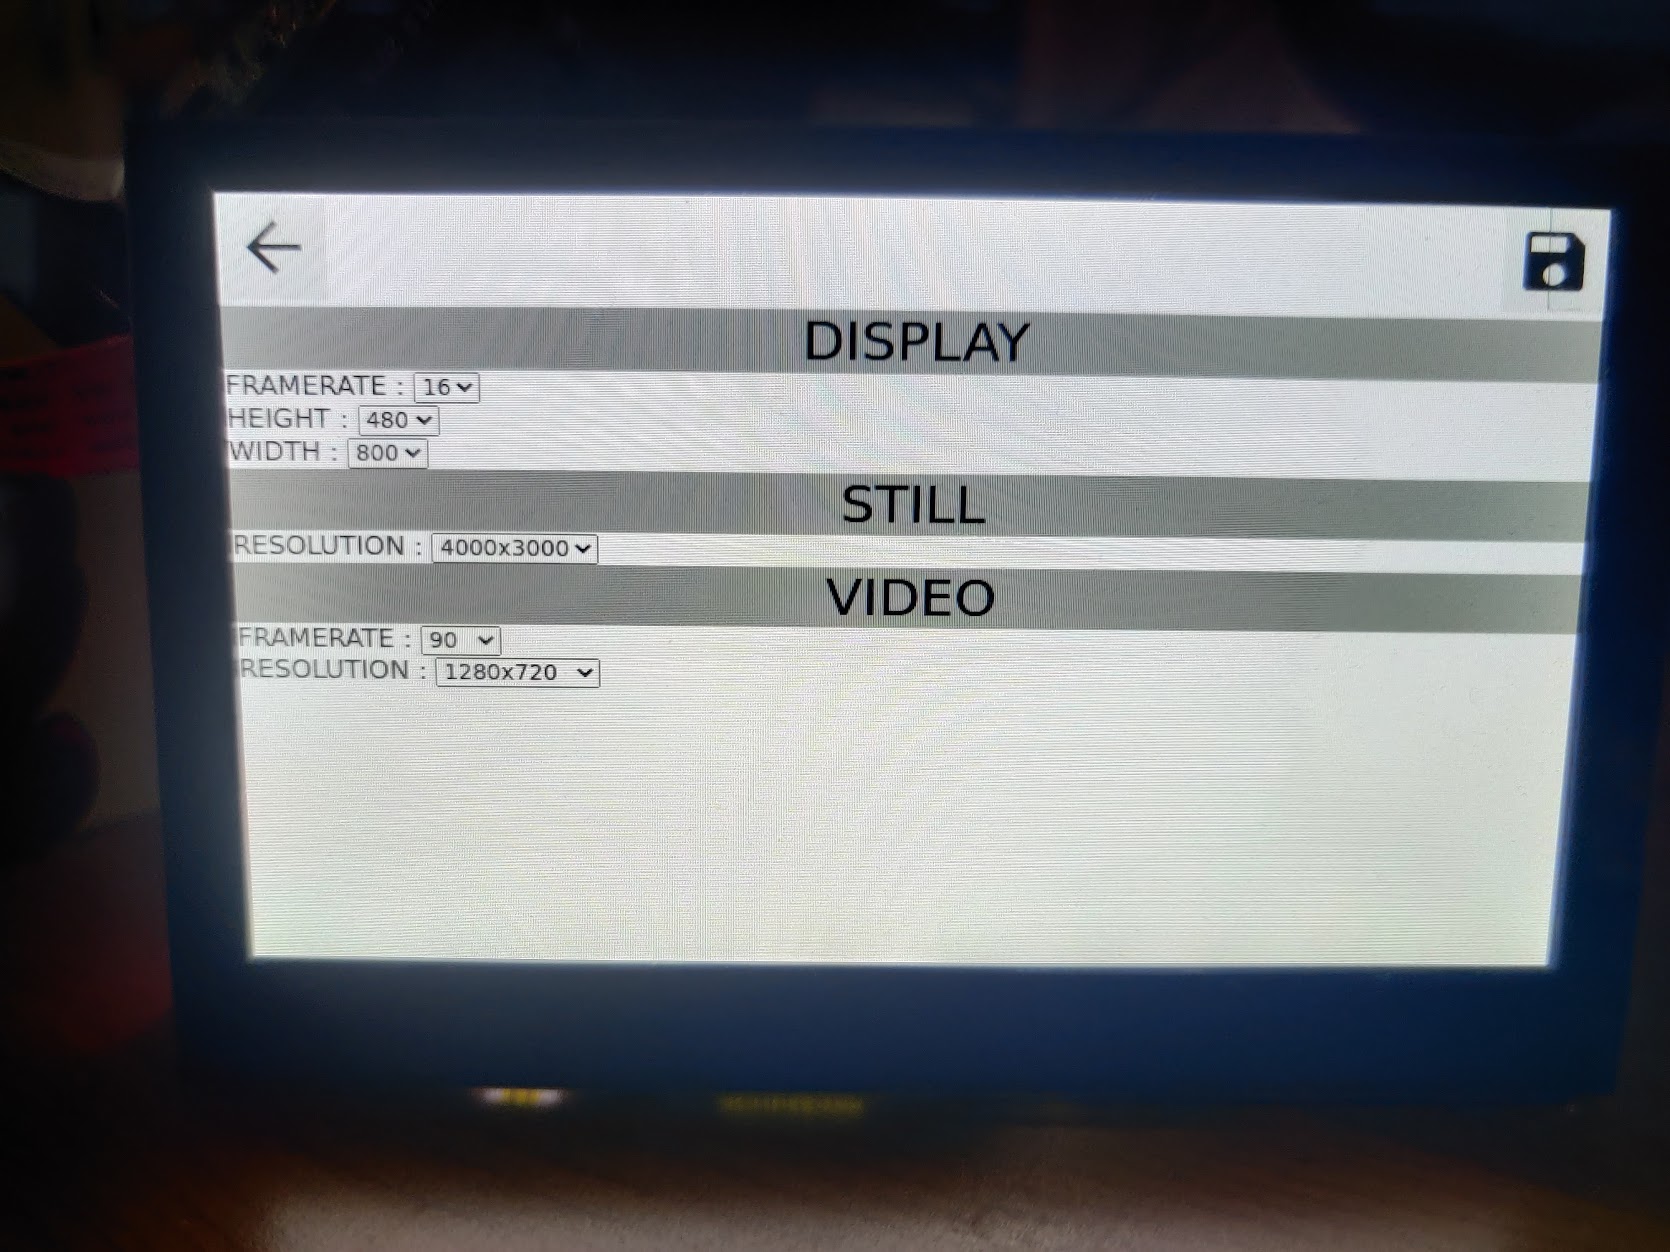 DISPLAY
FRAMERATE : 16
HEIGHT : 480
WIDTH : 800
STILL
RESOLUTION : 4000x3000
VIDEO
FRAMERATE : 90
RESOLUTION : 1280x720